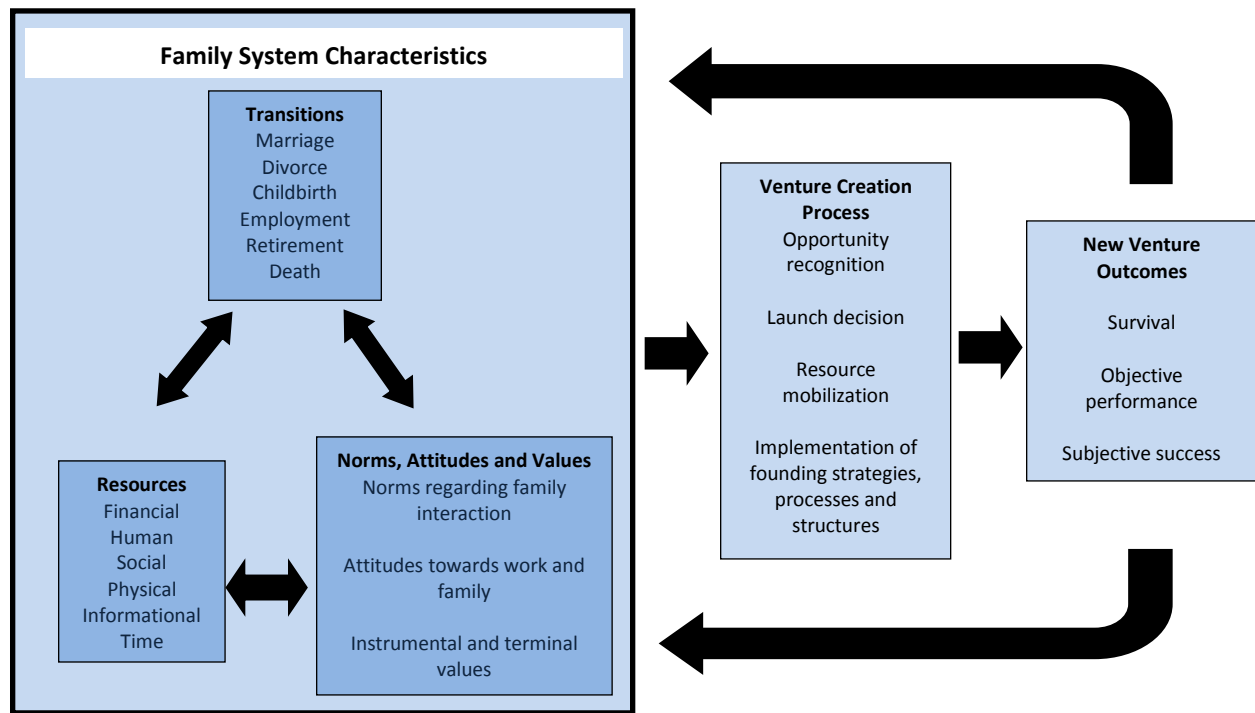 Family System Characteristics
Transitions
Marriage
Divorce
Childbirth
Employment
Retirement
Death
Resources
Financial
Human
Social
Physical
Informational
Time
Norms, Attitudes and Values
Norms regarding family
interaction
Attitudes towards work and
family
Instrumental and terminal
values
Venture Creation
Process
Opportunity
recognition
Launch decision
Resource
mobilization
Implementation of
founding strategies,
processes and
structures
New Venture
Outcomes
Survival
Objective
performance
Subjective success